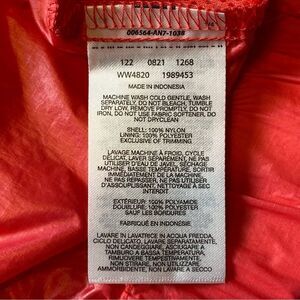 006564-AN7-1038
122 0821 1268
WW4820 1989453
MADE IN INDONESIA
MACHINE WASH COLD GENTLE, WASH
SEPARATELY, DO NOT BLEACH, TUMBLE
DRY LOW, REMOVE PROMPTLY, DO NOT
IRON, DO NOT USE FABRIC SOFTENER, DO
NOT DRYCLEAN
SHELL: 100% NYLON
LINING: 100% POLYESTER
EXCLUSIVE OF TRIMMING
LAVAGE MACHINE À FROID, CYCLE
DÉLICAT, LAVER SÉPARÉMENT, NE PAS
UTILISER D'EAU DE JAVEL, SÉCHAGE
MACHINE, BASSE TEMPÉRATURE, SORTIR
IMMÉDIATEMENT, NE PAS
REPASSER, NE PAS UTILISER
D'ASSOUPLISSANT, NETTOYAGE À SEC
INTERDIT
EXTÉRIEUR: 100% POLYAMIDE
DOUBLURE: 100% POLYESTER
SAUF LES BORDURES
FABRIQUÉ EN INDONÉSIE
LAVARE IN LAVATRICE IN ACQUA FREDDA,
CICLO DELICATO, LAVARE SEPARATAMENTE,
NON CANDEGGIARE, ASCIUGARE A
TAMBURO A BASSA TEMPERATURA,
RIMUOVERE TEMPESTIVAMENTE,
NON STIRARE, NON UTILIZZARE
AMMORBIDENTE, NON LAVARE A SECCO